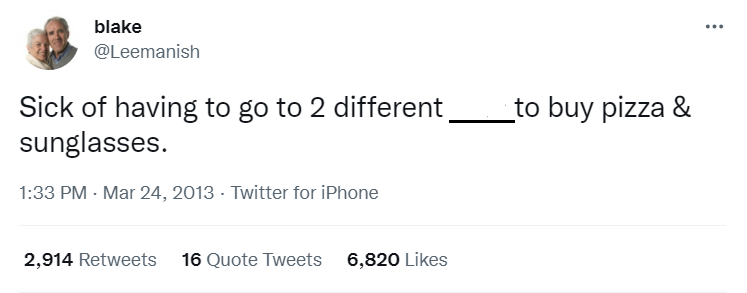 blake
@Leemanish
Sick of having to go to 2 different ____ to buy pizza &
sunglasses.
1:33 PM · Mar 24, 2013 · Twitter for iPhone
2,914 Retweets 16 Quote Tweets 6,820 Likes